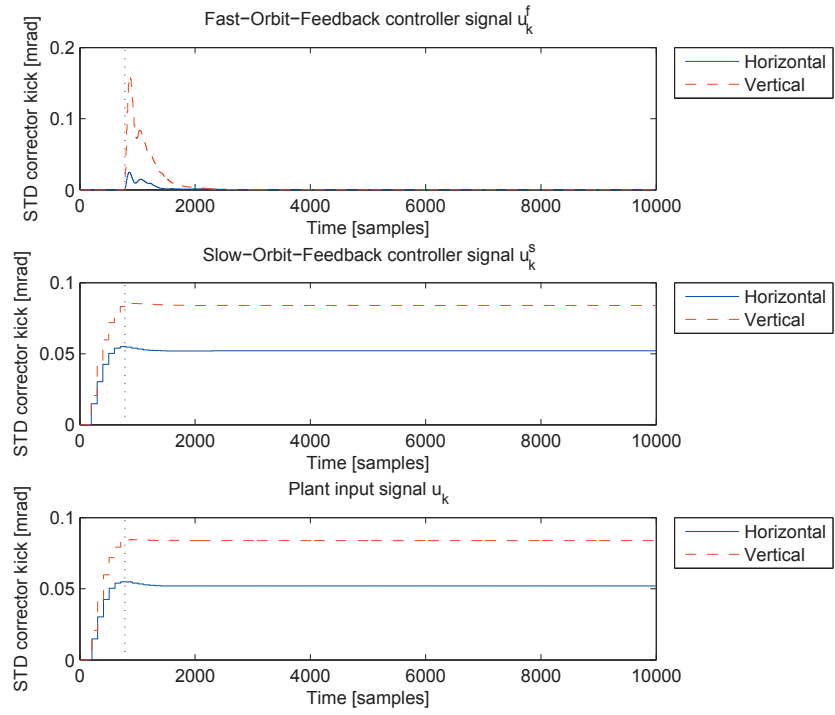 Fast−Orbit−Feedback controller signal u_k^f
STD corrector kick [mrad]
0.2
0.1
0
0 2000 4000 6000 8000 10000
Time [samples]
Horizontal
Vertical
Slow−Orbit−Feedback controller signal u_k^s
STD corrector kick [mrad]
0.1
0.05
0
0 2000 4000 6000 8000 10000
Time [samples]
Horizontal
Vertical
Plant input signal u_k
STD corrector kick [mrad]
0.1
0.05
0
0 2000 4000 6000 8000 10000
Time [samples]
Horizontal
Vertical